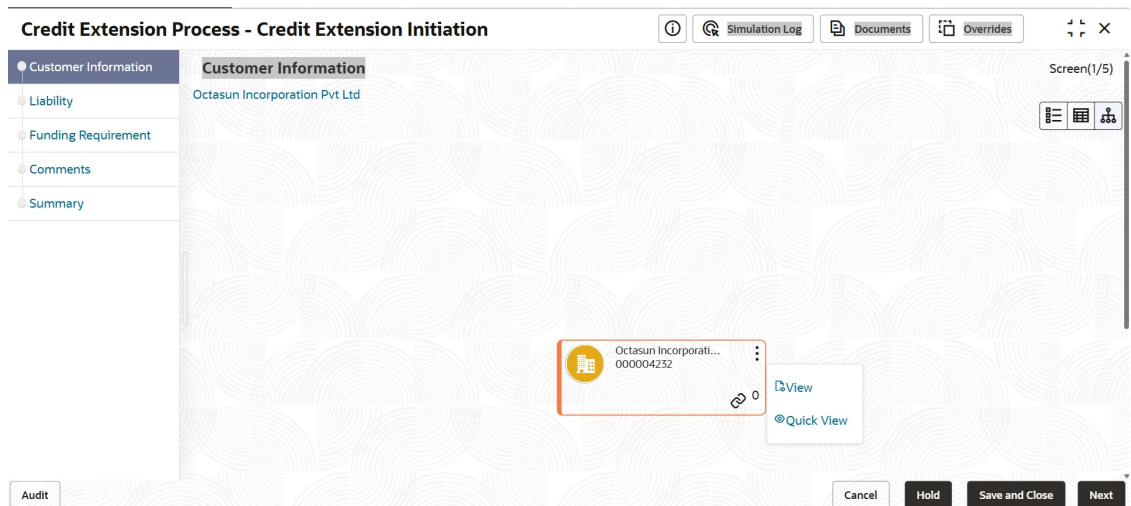 Credit Extension Process - Credit Extension Initiation
Simulation Log
Documents
Overrides
Customer Information
Liability
Funding Requirement
Comments
Summary
Customer Information
Screen(1/5)
Octasun Incorporation Pvt Ltd
Octasun Incorporati...
000004232
0
View
Quick View
Audit
Cancel
Hold
Save and Close
Next